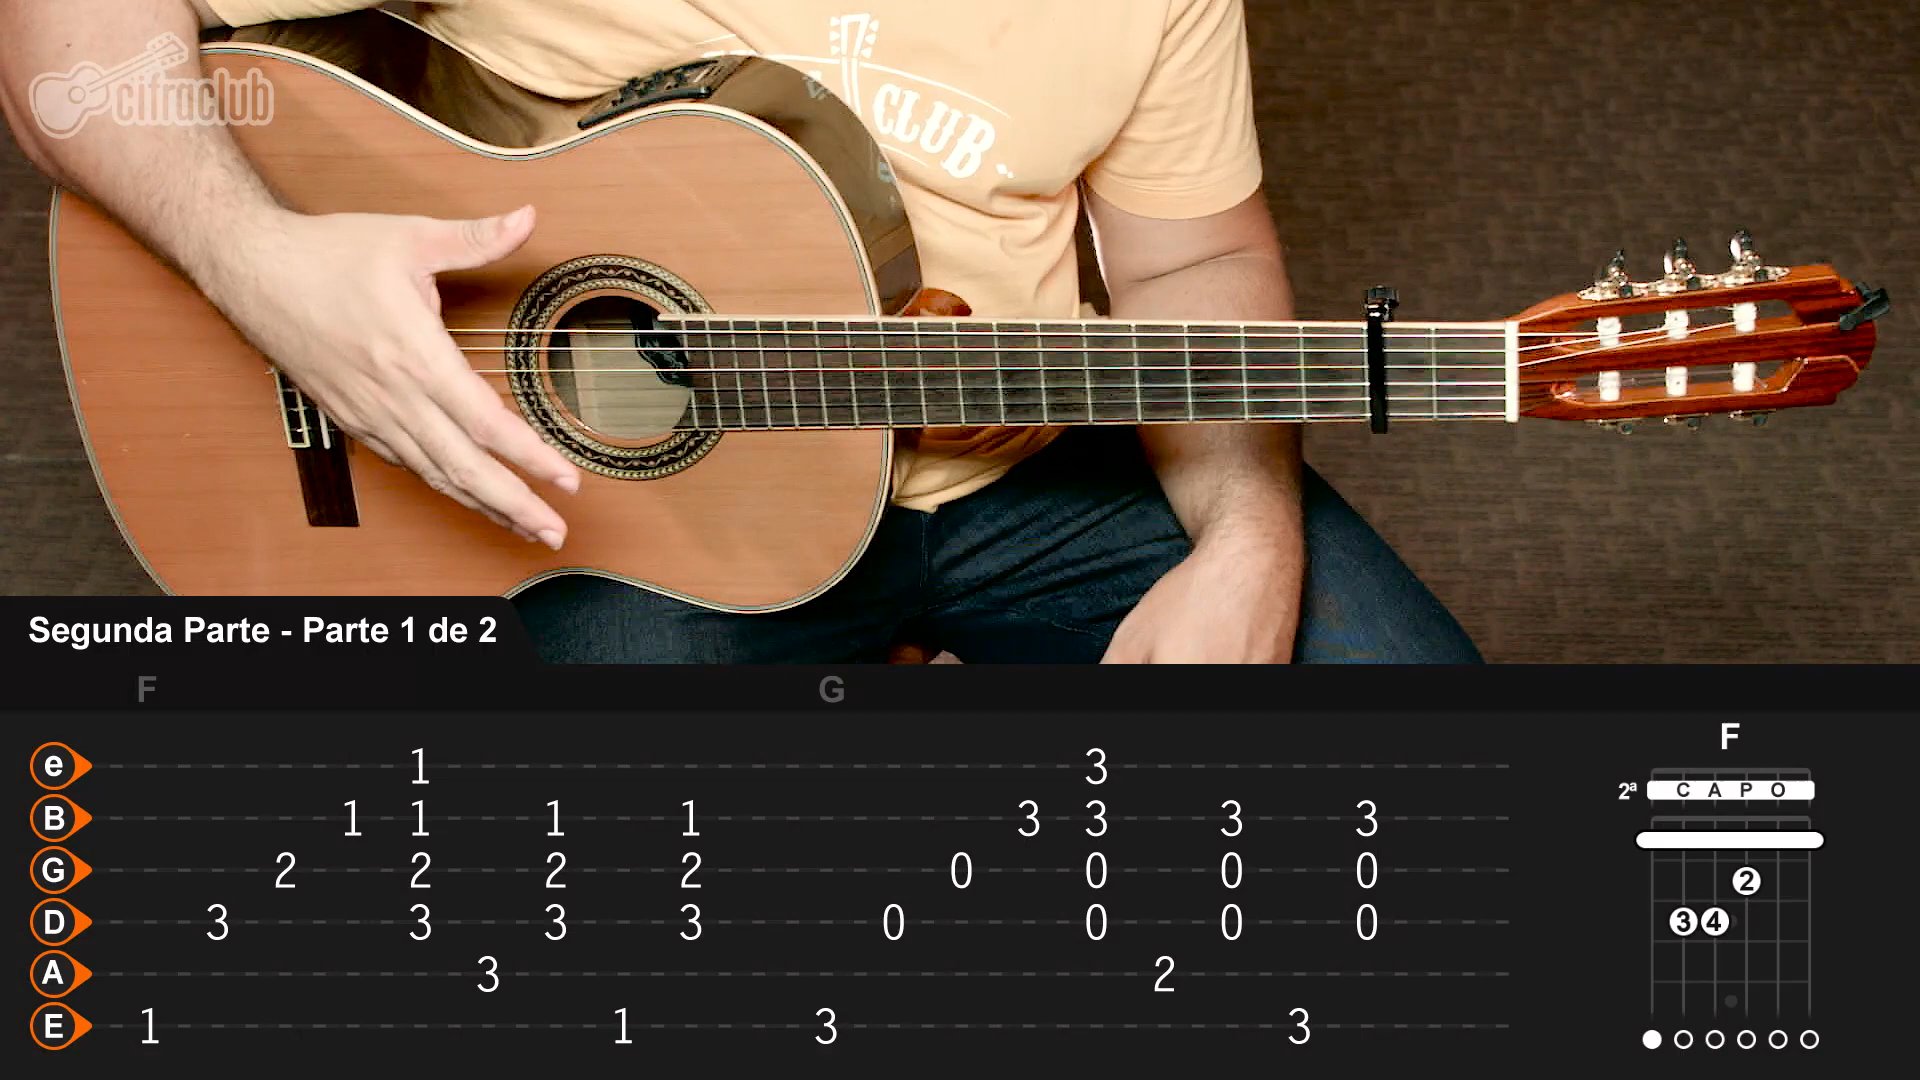 cifraclub
CLUB
Segunda Parte - Parte 1 de 2
F G
F
e 1 3
2ª CAPO
B 1 1 1 1 3 3 3 3
G 2 2 2 2 0 0 0 0
2
D 3 3 3 3 0 0 0 0
3 4
A 3 2
E 1 1 3 3